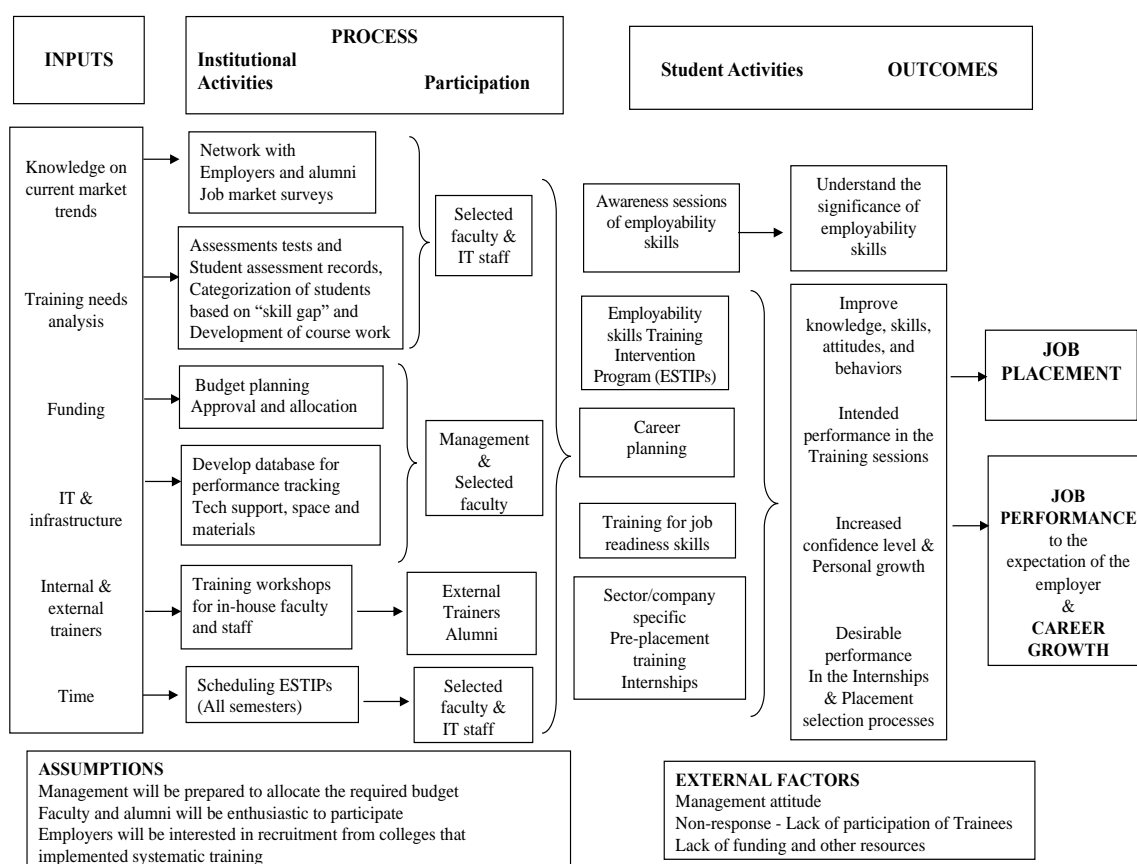 INPUTS
PROCESS
Institutional
Activities Participation
Student Activities OUTCOMES
Knowledge on
current market
trends
Training needs
analysis
Funding
IT &
infrastructure
Internal &
external
trainers
Time
Network with
Employers and alumni
Job market surveys
Assessments tests and
Student assessment records,
Categorization of students
based on “skill gap” and
Development of course work
Budget planning
Approval and allocation
Develop database for
performance tracking
Tech support, space and
materials
Training workshops
for in-house faculty
and staff
Scheduling ESTIPs
(All semesters)
Selected
faculty &
IT staff
Management
&
Selected
faculty
External
Trainers
Alumni
Selected
faculty &
IT staff
Awareness sessions
of employability
skills
Employability
skills Training
Intervention
Program (ESTIPs)
Career
planning
Training for job
readiness skills
Sector/company
specific
Pre-placement
training
Internships
Understand the
significance of
employability
skills
Improve
knowledge, skills,
attitudes, and
behaviors
Intended
performance in the
Training sessions
Increased
confidence level &
Personal growth
Desirable
performance
In the Internships
& Placement
selection processes
JOB
PLACEMENT
JOB
PERFORMANCE
to the
expectation of the
employer
&
CAREER
GROWTH
ASSUMPTIONS
Management will be prepared to allocate the required budget
Faculty and alumni will be enthusiastic to participate
Employers will be interested in recruitment from colleges that
implemented systematic training
EXTERNAL FACTORS
Management attitude
Non-response - Lack of participation of Trainees
Lack of funding and other resources